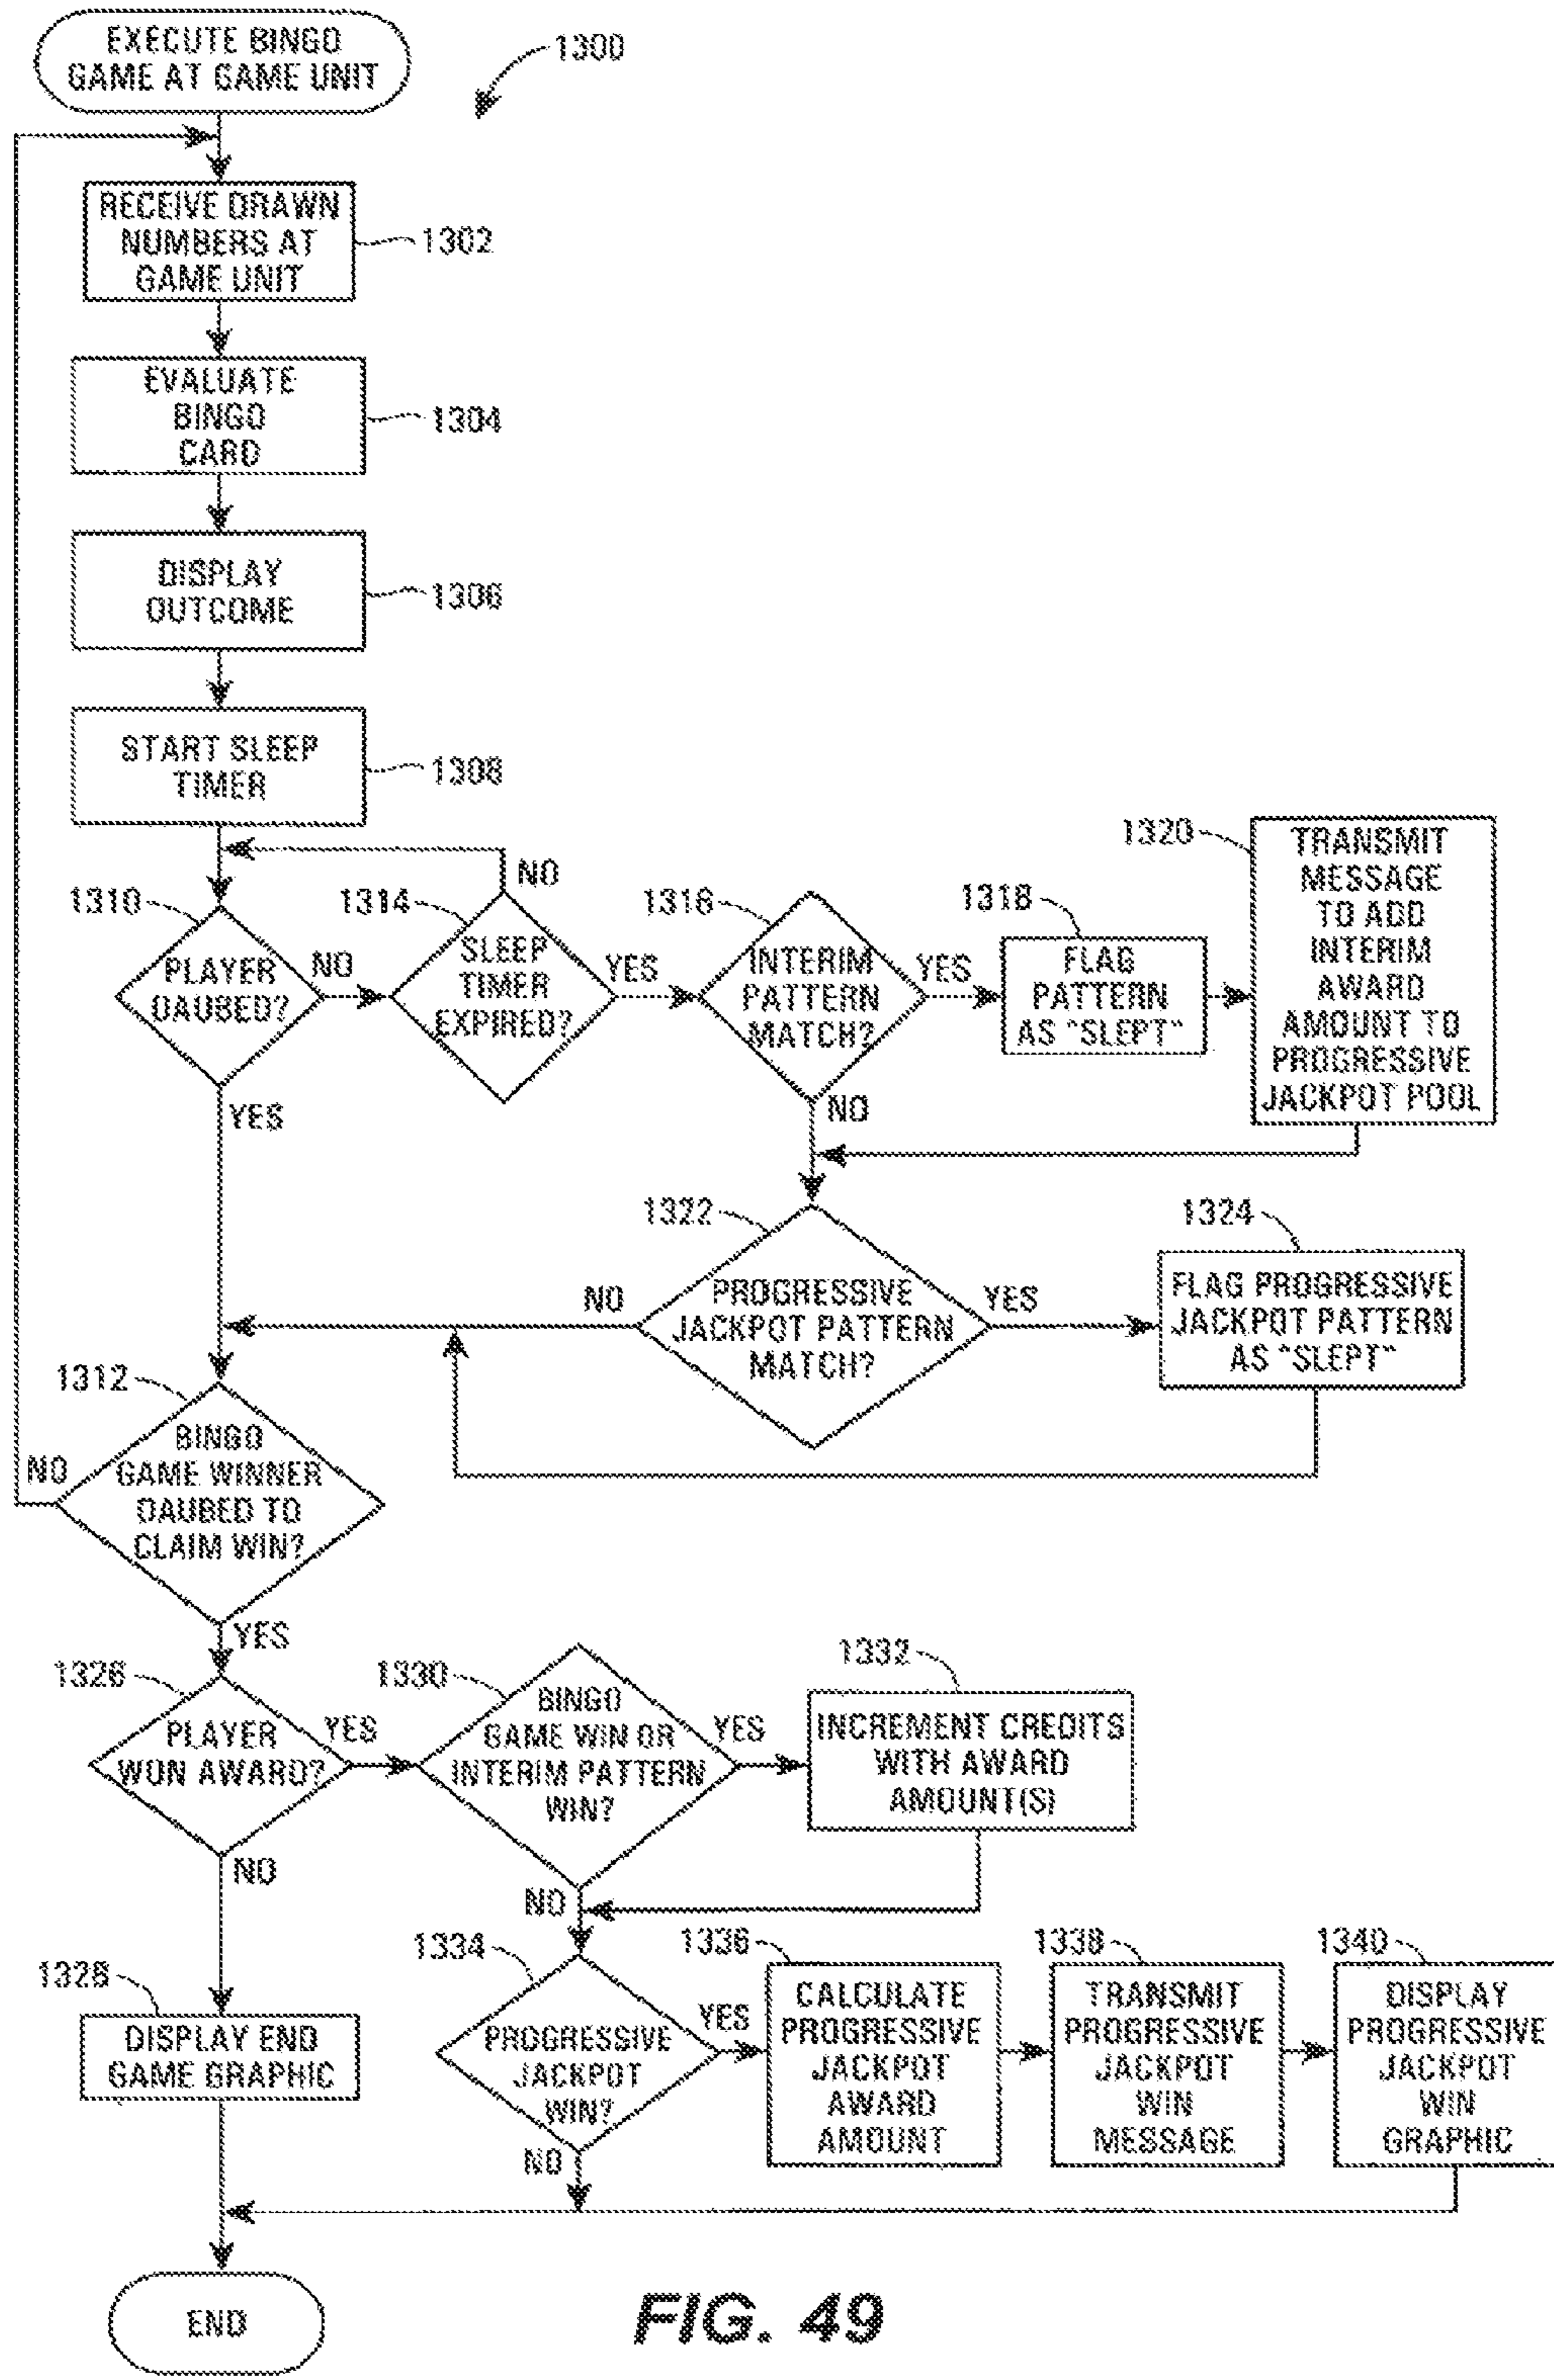 EXECUTE BINGO
GAME AT GAME UNIT
1300
RECEIVE DRAWN
NUMBERS AT
GAME UNIT
1302
EVALUATE
BINGO
CARD
1304
DISPLAY
OUTCOME
1306
START SLEEP
TIMER
1308
1310
PLAYER
DAUBED?
NO
YES
1314
SLEEP
TIMER
EXPIRED?
NO
YES
1316
INTERIM
PATTERN
MATCH?
YES
NO
1318
FLAG
PATTERN
AS "SLEPT"
1320
TRANSMIT
MESSAGE
TO ADD
INTERIM
AWARD
AMOUNT TO
PROGRESSIVE
JACKPOT POOL
1322
PROGRESSIVE
JACKPOT PATTERN
MATCH?
NO
YES
1324
FLAG PROGRESSIVE
JACKPOT PATTERN
AS "SLEPT"
1312
BINGO
GAME WINNER
DAUBED TO
CLAIM WIN?
NO
YES
1326
PLAYER
WON AWARD?
YES
NO
1330
BINGO
GAME WIN OR
INTERIM PATTERN
WIN?
YES
NO
1332
INCREMENT CREDITS
WITH AWARD
AMOUNT(S)
1328
DISPLAY END
GAME GRAPHIC
1334
PROGRESSIVE
JACKPOT
WIN?
YES
NO
1336
CALCULATE
PROGRESSIVE
JACKPOT
AWARD
AMOUNT
1338
TRANSMIT
PROGRESSIVE
JACKPOT
WIN
MESSAGE
1340
DISPLAY
PROGRESSIVE
JACKPOT
WIN
GRAPHIC
END
FIG. 49